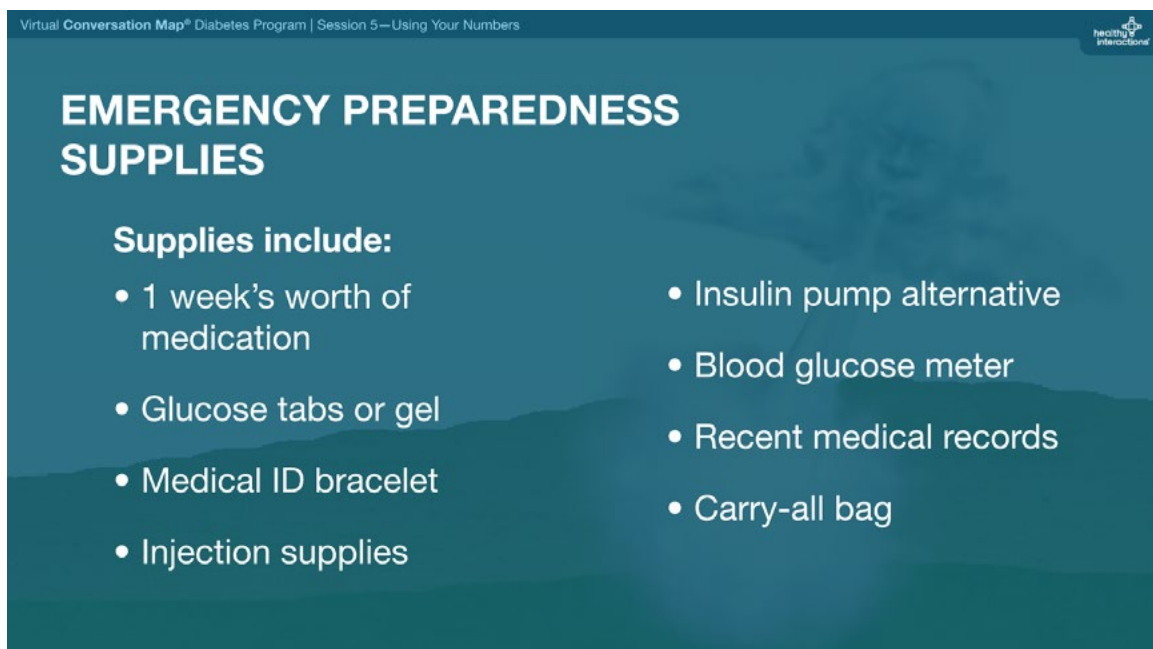 Virtual Conversation Map® Diabetes Program | Session 5—Using Your Numbers
healthy interactions®
EMERGENCY PREPAREDNESS
SUPPLIES
Supplies include:
• 1 week’s worth of
medication
• Glucose tabs or gel
• Medical ID bracelet
• Injection supplies
• Insulin pump alternative
• Blood glucose meter
• Recent medical records
• Carry-all bag